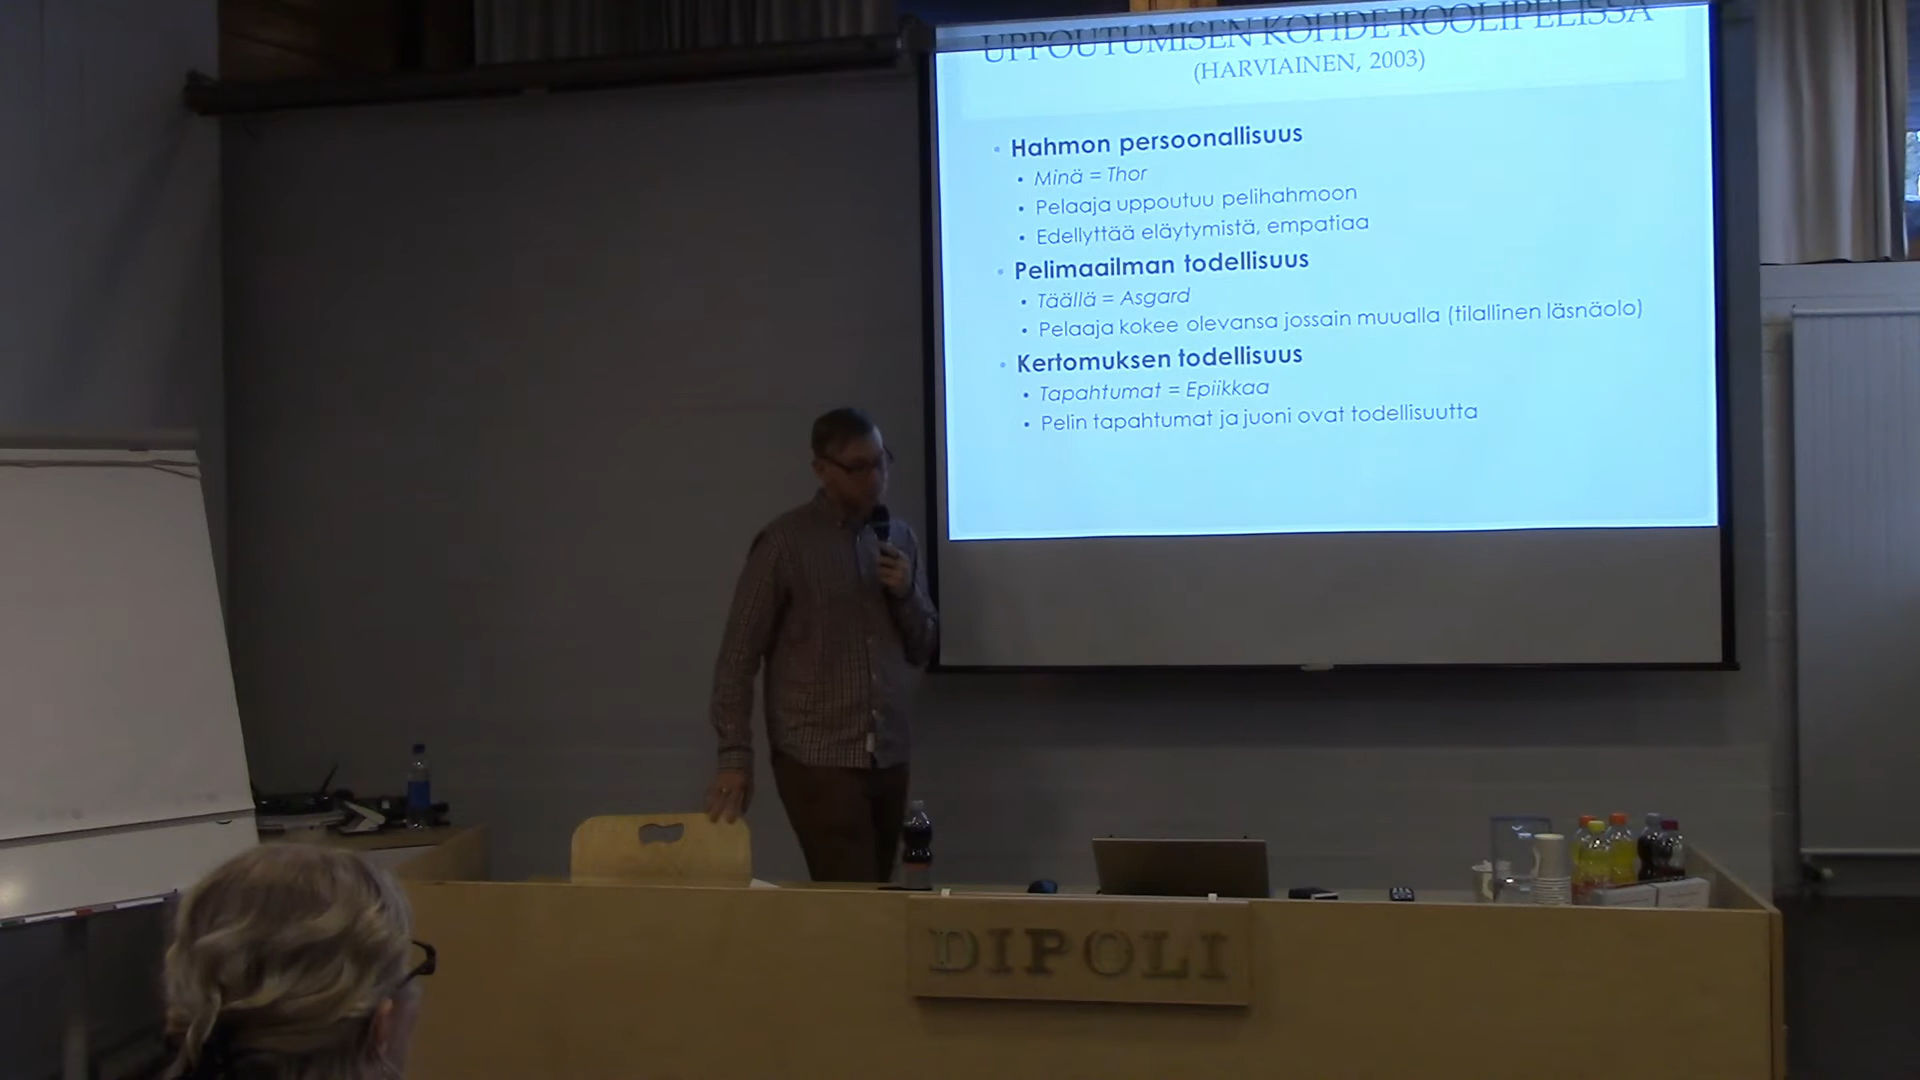 UPPOUTUMISEN KOHDE ROOLIPELISSÄ
(HARVIAINEN, 2003)
• Hahmon persoonallisuus
• Minä = Thor
• Pelaaja uppoutuu pelihahmoon
• Edellyttää eläytymistä, empatiaa
• Pelimaailman todellisuus
• Täällä = Asgard
• Pelaaja kokee olevansa jossain muualla (tilallinen läsnäolo)
• Kertomuksen todellisuus
• Tapahtumat = Epiikkaa
• Pelin tapahtumat ja juoni ovat todellisuutta
DIPOLI